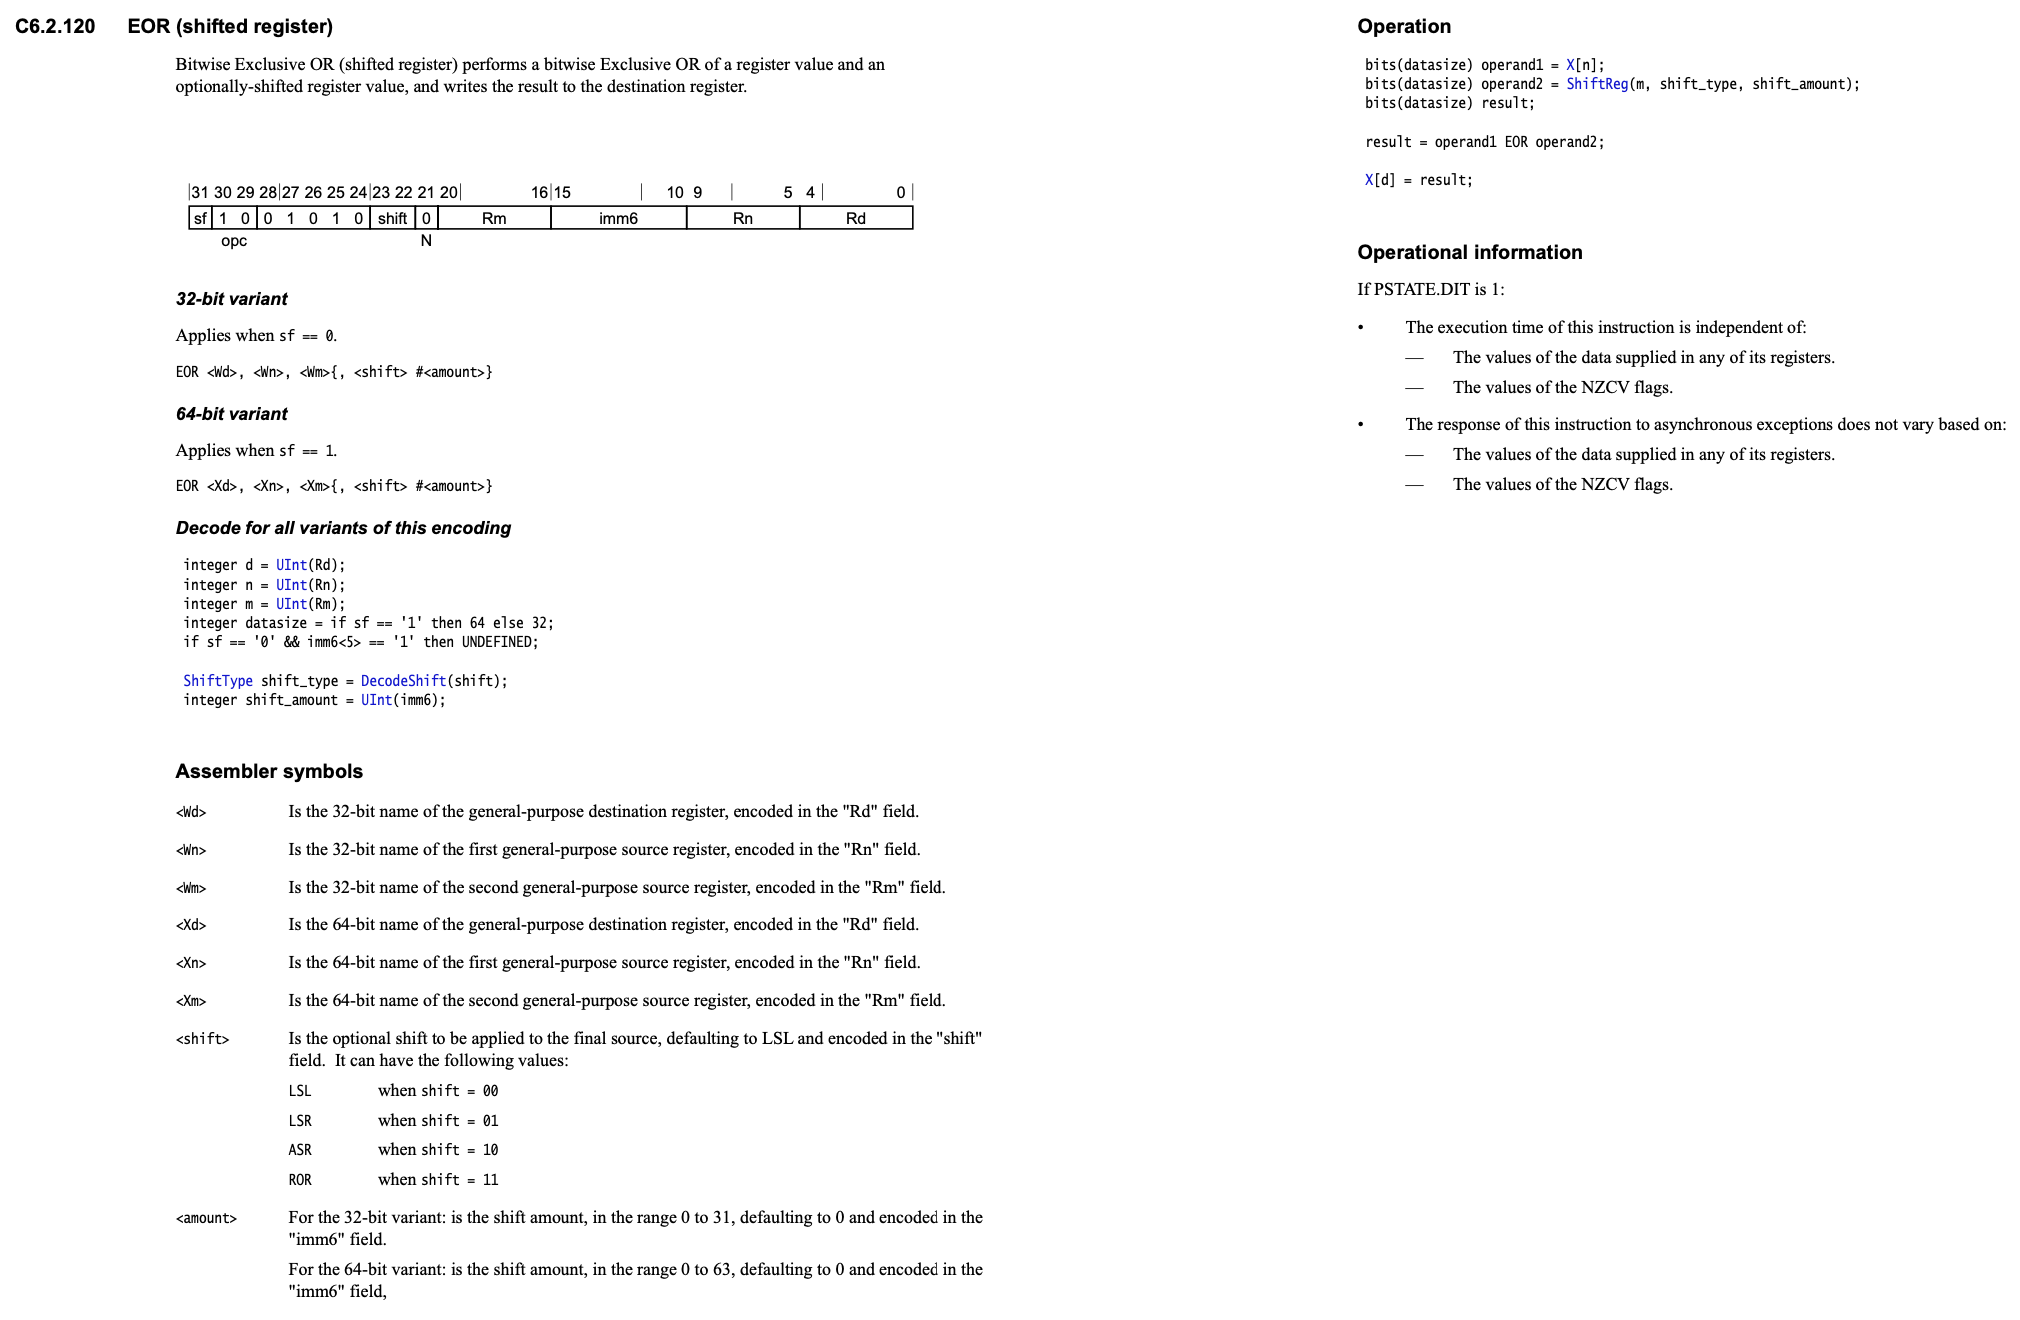 C6.2.120 EOR (shifted register)
Bitwise Exclusive OR (shifted register) performs a bitwise Exclusive OR of a register value and an
optionally-shifted register value, and writes the result to the destination register.
31 30 29 28 27 26 25 24 23 22 21 20 16 15 10 9 5 4 0
sf 1 0 0 1 0 1 0 shift 0 Rm imm6 Rn Rd
opc N
32-bit variant
Applies when sf == 0.
EOR <Wd>, <Wn>, <Wm>{, <shift> #<amount>}
64-bit variant
Applies when sf == 1.
EOR <Xd>, <Xn>, <Xm>{, <shift> #<amount>}
Decode for all variants of this encoding
integer d = UInt(Rd);
integer n = UInt(Rn);
integer m = UInt(Rm);
integer datasize = if sf == '1' then 64 else 32;
if sf == '0' && imm6<5> == '1' then UNDEFINED;
ShiftType shift_type = DecodeShift(shift);
integer shift_amount = UInt(imm6);
Assembler symbols
<Wd> Is the 32-bit name of the general-purpose destination register, encoded in the "Rd" field.
<Wn> Is the 32-bit name of the first general-purpose source register, encoded in the "Rn" field.
<Wm> Is the 32-bit name of the second general-purpose source register, encoded in the "Rm" field.
<Xd> Is the 64-bit name of the general-purpose destination register, encoded in the "Rd" field.
<Xn> Is the 64-bit name of the first general-purpose source register, encoded in the "Rn" field.
<Xm> Is the 64-bit name of the second general-purpose source register, encoded in the "Rm" field.
<shift> Is the optional shift to be applied to the final source, defaulting to LSL and encoded in the "shift"
field. It can have the following values:
LSL when shift = 00
LSR when shift = 01
ASR when shift = 10
ROR when shift = 11
<amount> For the 32-bit variant: is the shift amount, in the range 0 to 31, defaulting to 0 and encoded in the
"imm6" field.
For the 64-bit variant: is the shift amount, in the range 0 to 63, defaulting to 0 and encoded in the
"imm6" field,
Operation
bits(datasize) operand1 = X[n];
bits(datasize) operand2 = ShiftReg(m, shift_type, shift_amount);
bits(datasize) result;
result = operand1 EOR operand2;
X[d] = result;
Operational information
If PSTATE.DIT is 1:
• The execution time of this instruction is independent of:
— The values of the data supplied in any of its registers.
— The values of the NZCV flags.
• The response of this instruction to asynchronous exceptions does not vary based on:
— The values of the data supplied in any of its registers.
— The values of the NZCV flags.